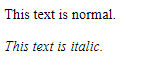 This text is normal.
This text is italic.